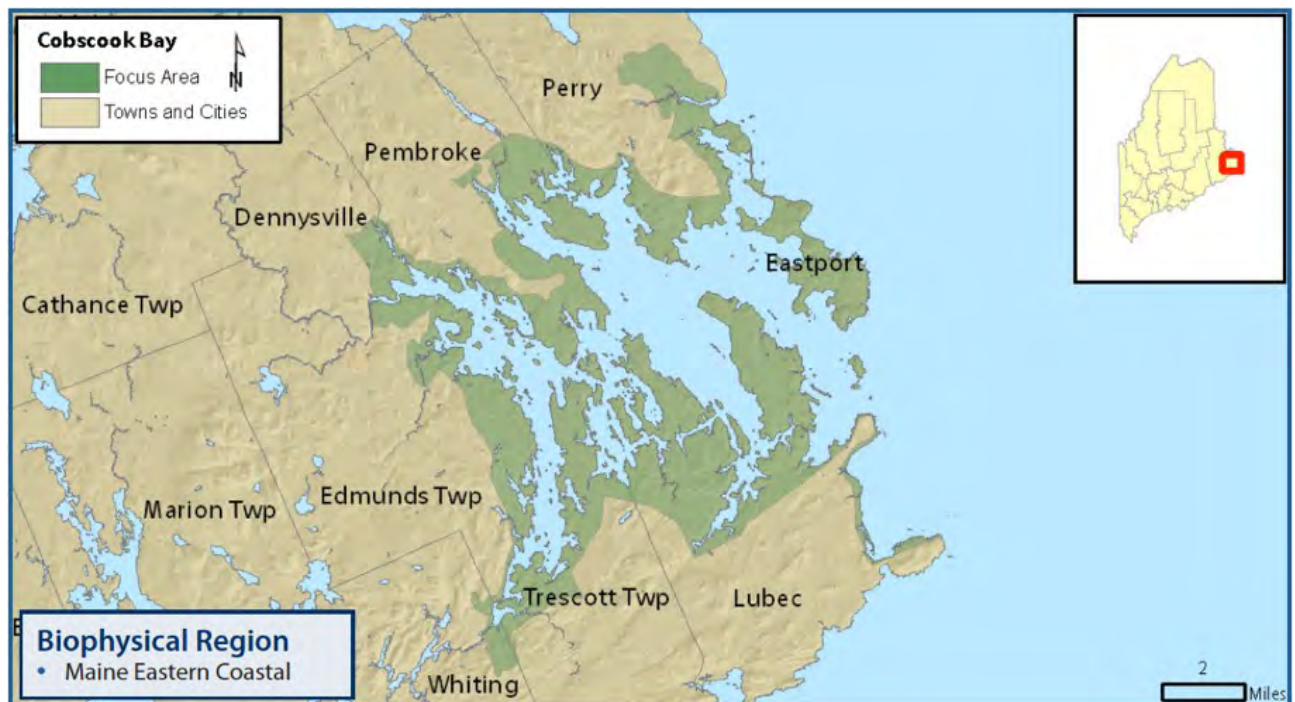 Cobscook Bay
N
Focus Area
Towns and Cities
Perry
Pembroke
Dennysville
Eastport
Cathance Twp
Edmunds Twp
Marion Twp
Trescott Twp
Lubec
Biophysical Region
• Maine Eastern Coastal
Whiting
2
Miles